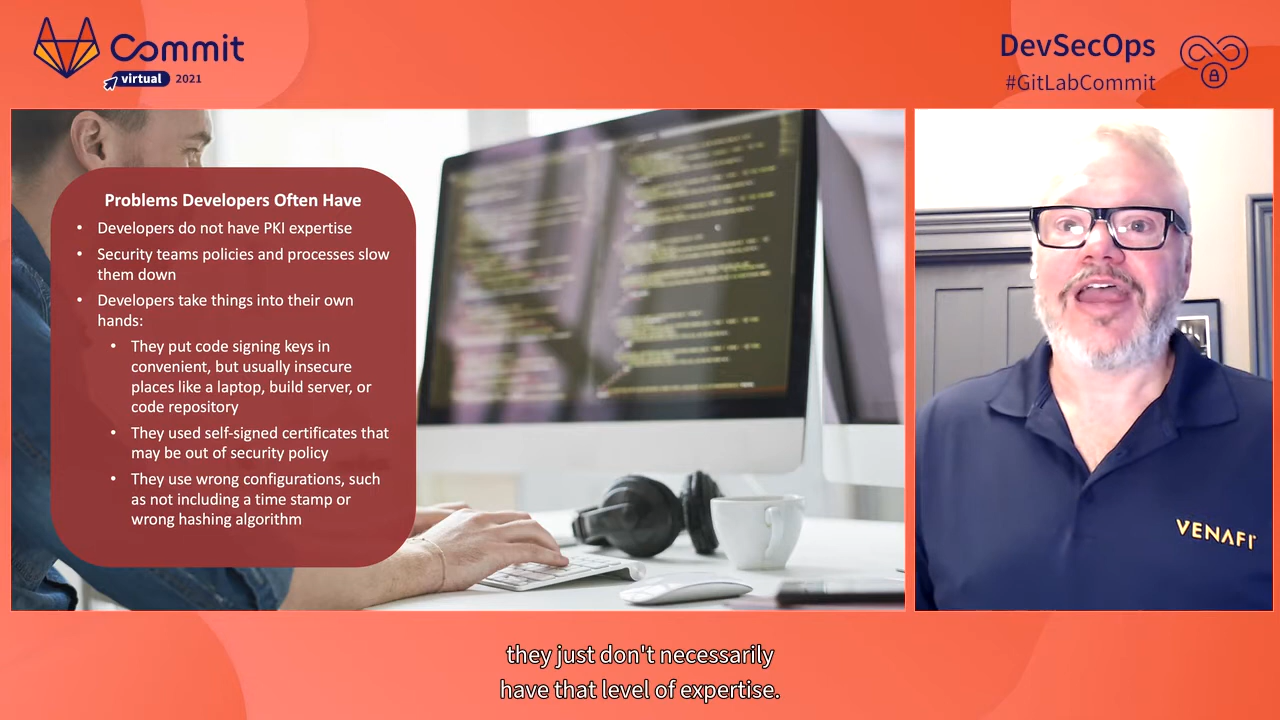 Commit
virtual 2021
DevSecOps
#GitLabCommit
Problems Developers Often Have
• Developers do not have PKI expertise
• Security teams policies and processes slow
them down
• Developers take things into their own
hands:
• They put code signing keys in
convenient, but usually insecure
places like a laptop, build server, or
code repository
• They used self-signed certificates that
may be out of security policy
• They use wrong configurations, such
as not including a time stamp or
wrong hashing algorithm
VENAFI
they just don't necessarily
have that level of expertise.